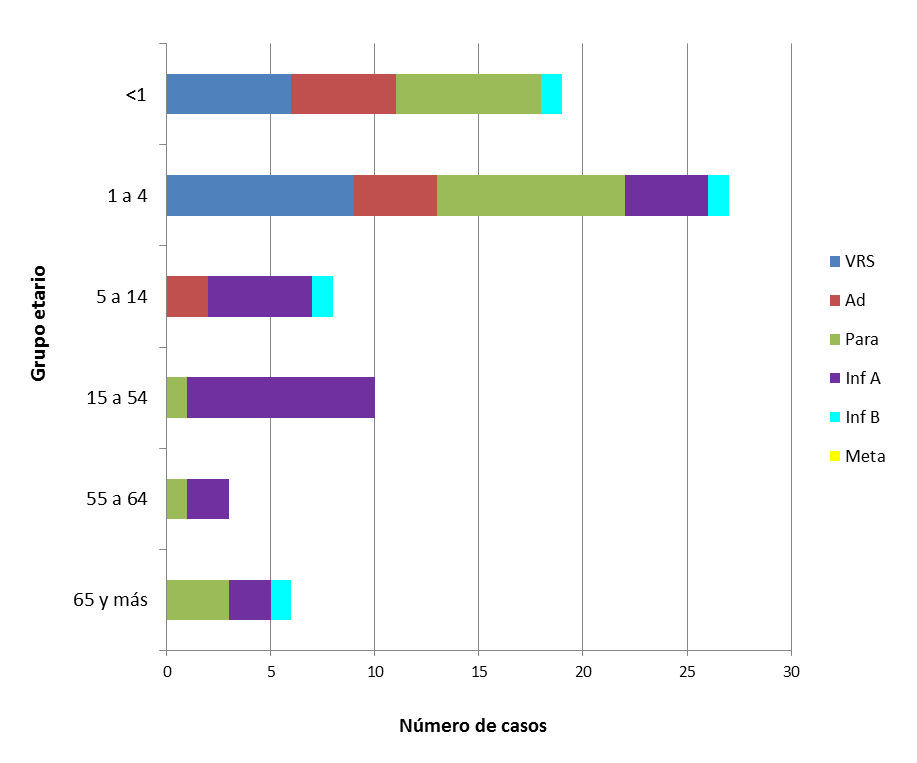 Grupo etario
<1
1 a 4
5 a 14
15 a 54
55 a 64
65 y más
0 5 10 15 20 25 30
Número de casos
VRS
Ad
Para
Inf A
Inf B
Meta